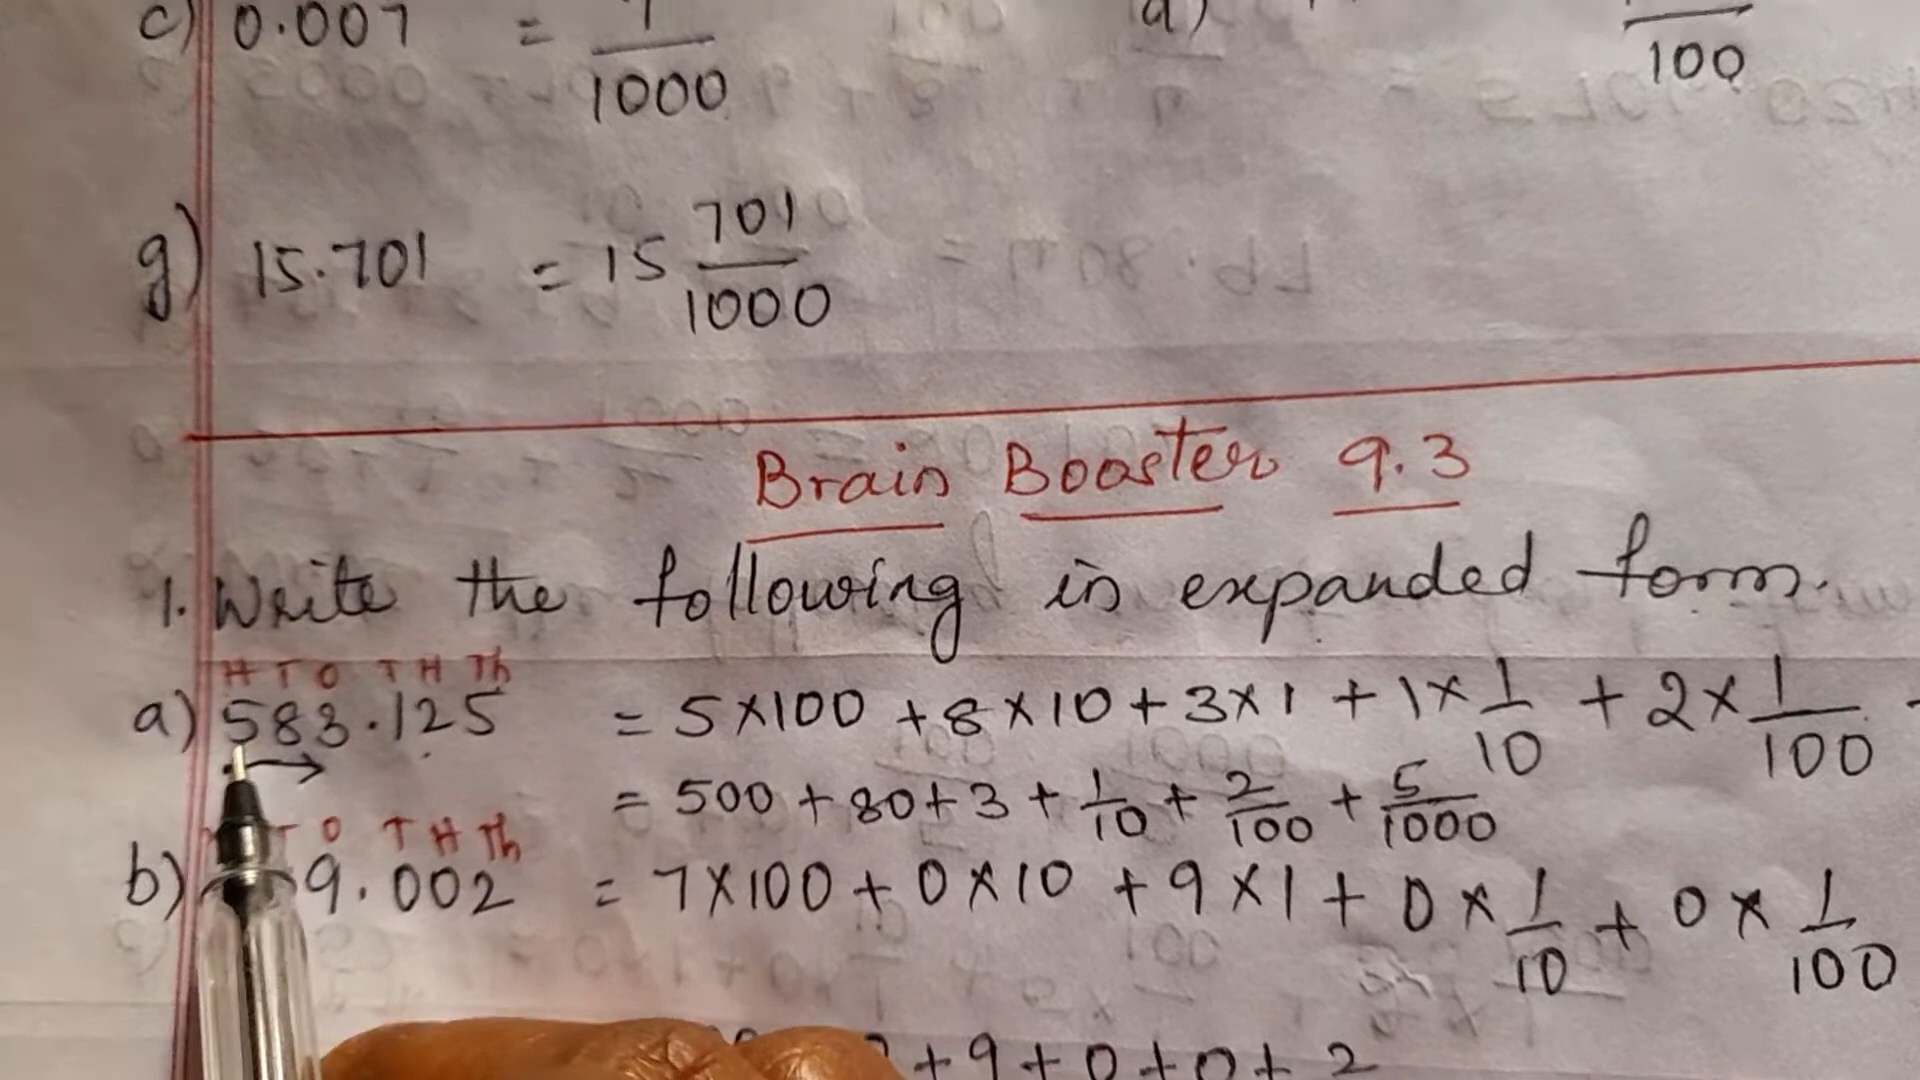 c) 0.007 = 7/1000 d) /100
g) 15.701 = 15 701/1000
Brain Booster 9.3
1. Write the following in expanded form.
H T O T H Th
a) 583.125 = 5×100 + 8×10 + 3×1 + 1×1/10 + 2×1/100
= 500 + 80 + 3 + 1/10 + 2/100 + 5/1000
T O T H Th
b) 9.002 = 7×100 + 0×10 + 9×1 + 0×1/10 + 0×1/100
+ 9 + 0 + 0 + 2